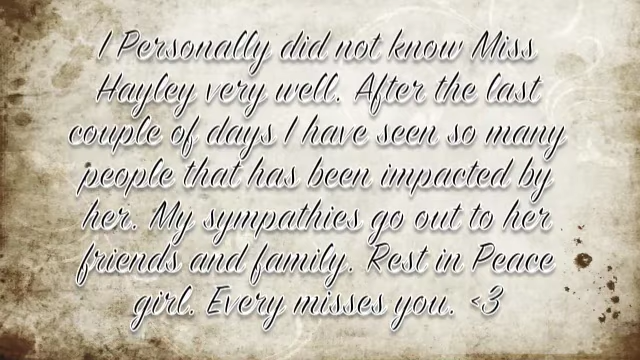 I Personally did not know Miss
Hayley very well. After the last
couple of days I have seen so many
people that has been impacted by
her. My sympathies go out to her
friends and family. Rest in Peace
girl. Every misses you. <3